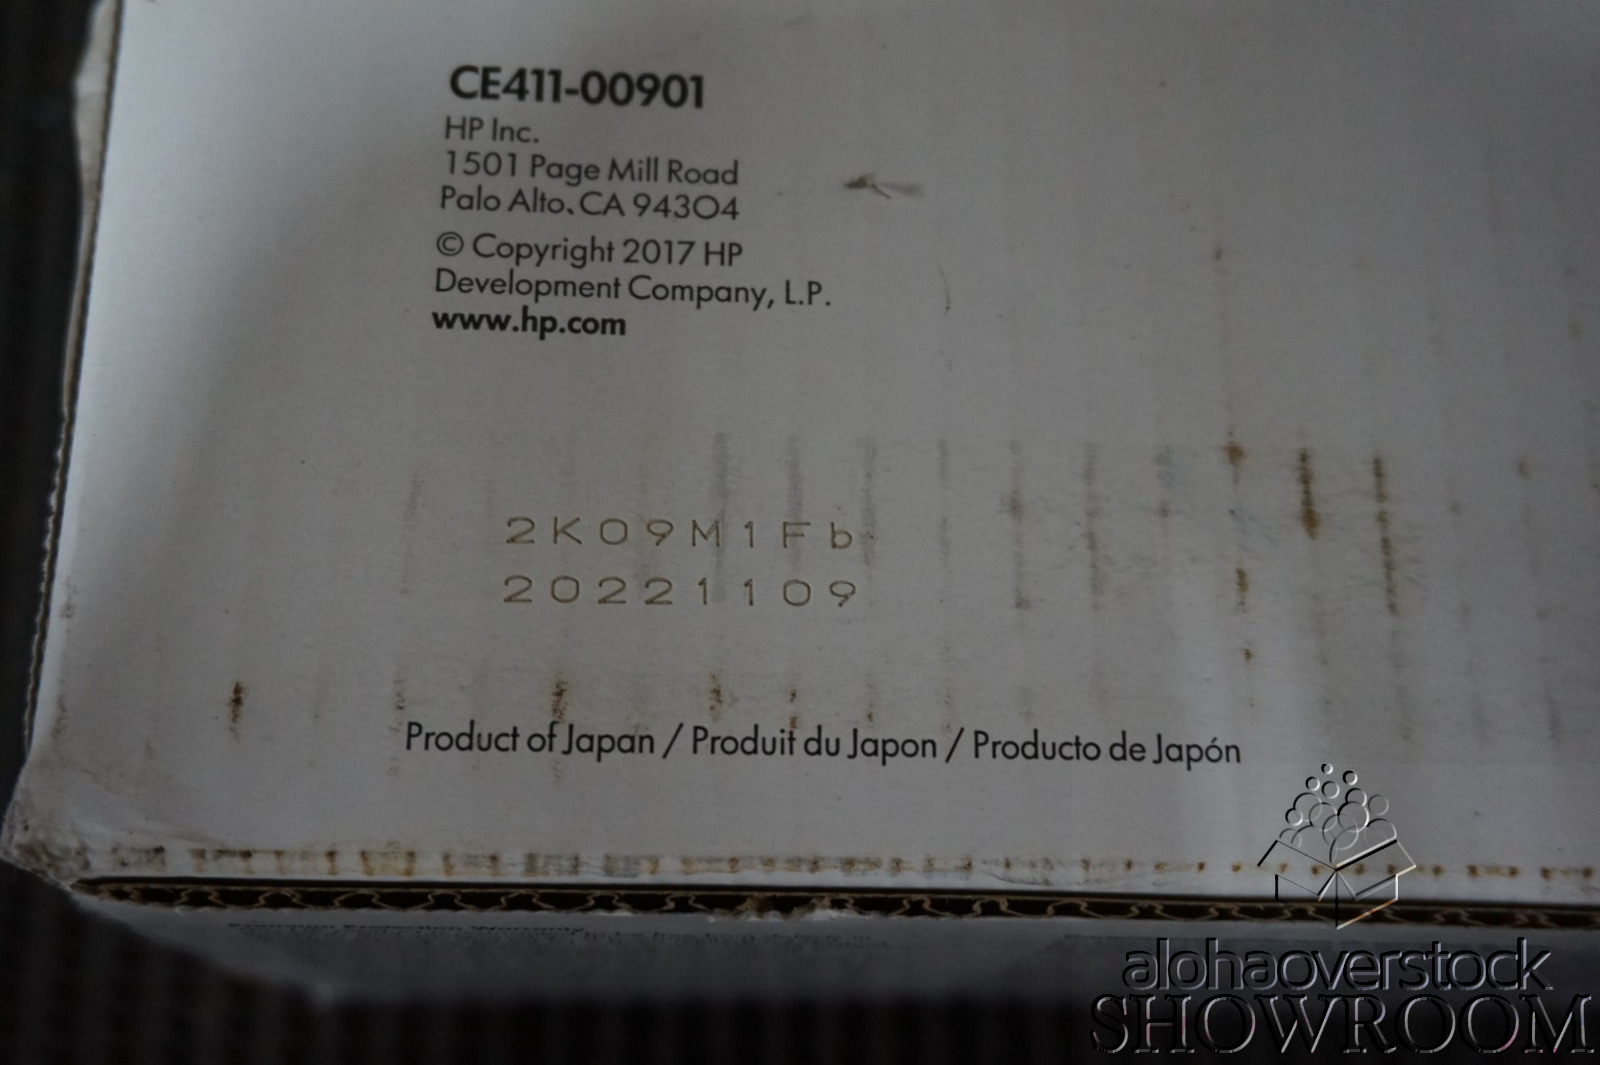 CE411-00901
HP Inc.
1501 Page Mill Road
Palo Alto, CA 94304
© Copyright 2017 HP
Development Company, L.P.
www.hp.com
2K09M1Fb
20221109
Product of Japan / Produit du Japon / Producto de Japón
alohaoverstock
SHOWROOM